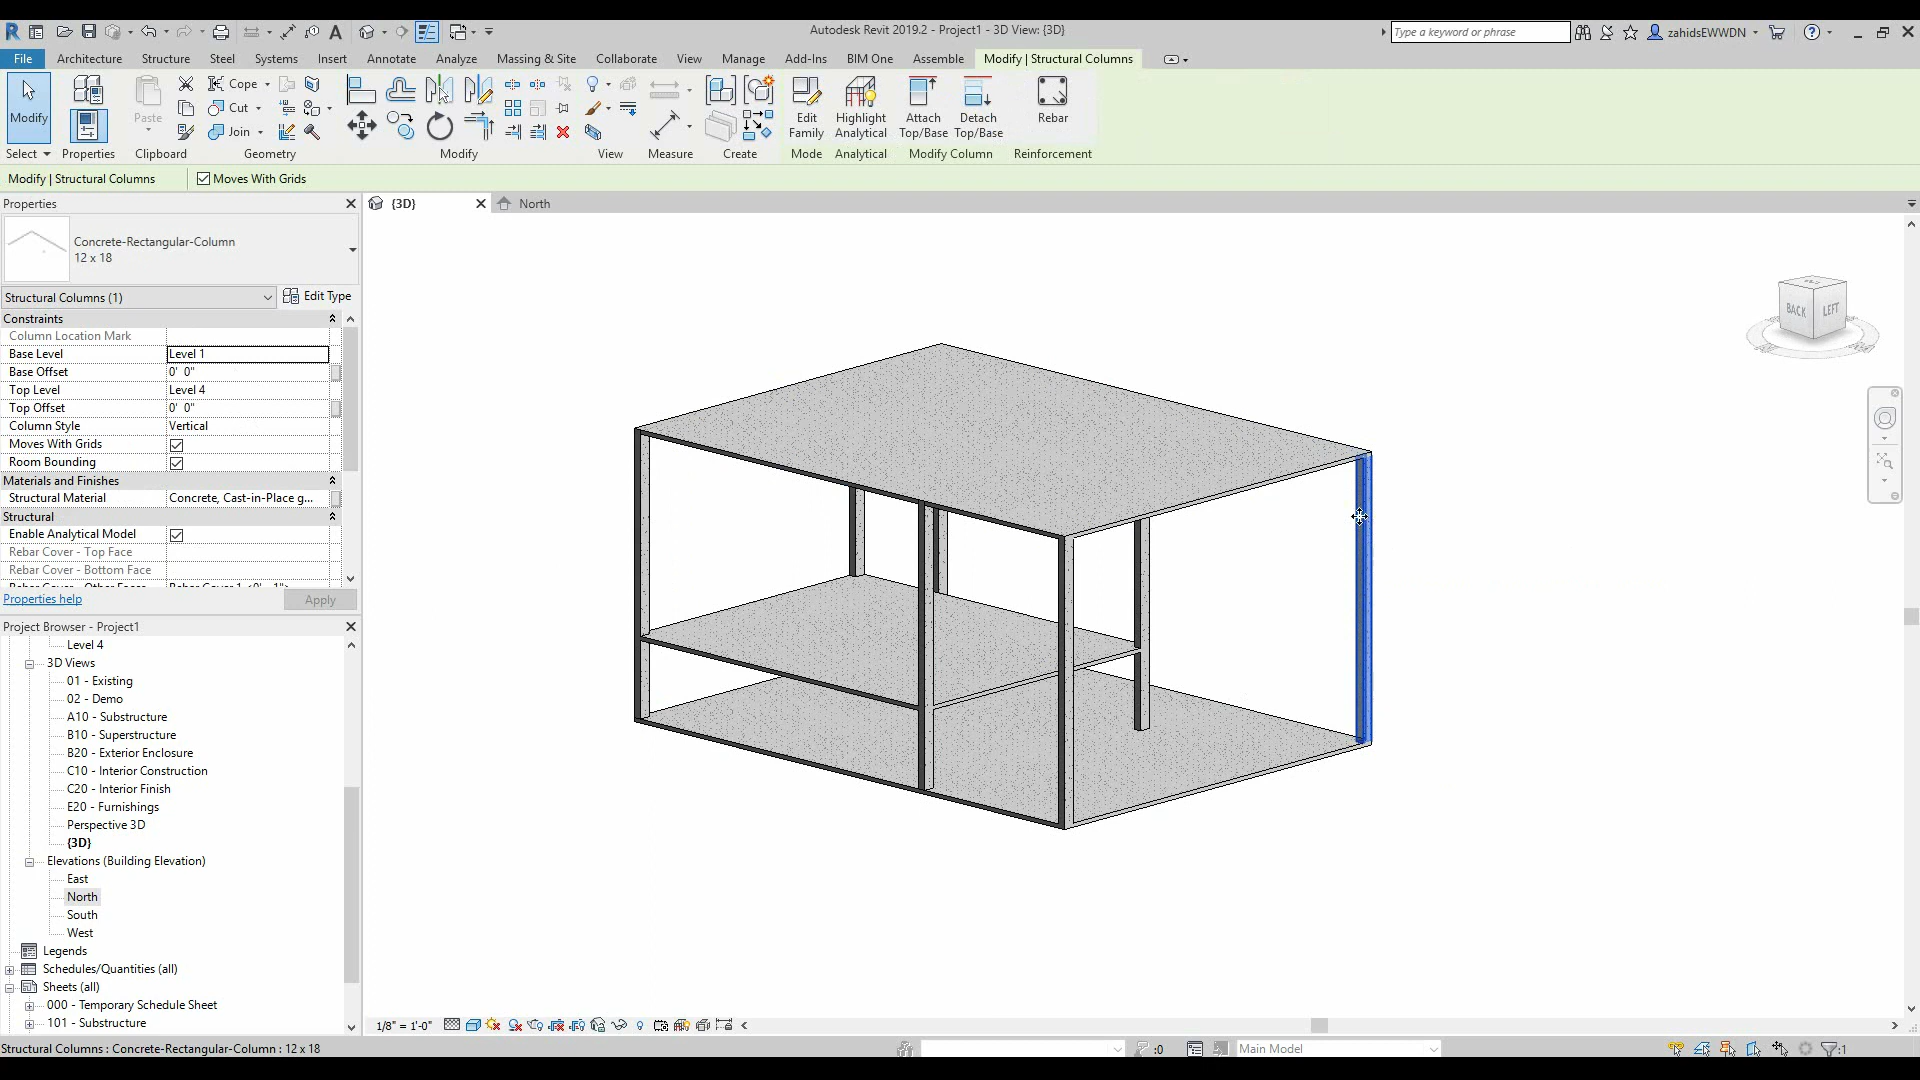 Autodesk Revit 2019.2 - Project1 - 3D View: {3D}
Type a keyword or phrase
zahidsEWWDN
File Architecture Structure Steel Systems Insert Annotate Analyze Massing & Site Collaborate View Manage Add-Ins BIM One Assemble Modify | Structural Columns
Modify
Paste
Cope
Cut
Join
Edit Family
Highlight Analytical
Attach Top/Base
Detach Top/Base
Rebar
Select Properties Clipboard Geometry Modify View Measure Create Mode Analytical Modify Column Reinforcement
Modify | Structural Columns Moves With Grids
Properties
{3D}
North
Concrete-Rectangular-Column
12 x 18
Structural Columns (1) Edit Type
Constraints
Column Location Mark
Base Level Level 1
Base Offset 0' 0"
Top Level Level 4
Top Offset 0' 0"
Column Style Vertical
Moves With Grids
Room Bounding
Materials and Finishes
Structural Material Concrete, Cast-in-Place g...
Structural
Enable Analytical Model
Rebar Cover - Top Face
Rebar Cover - Bottom Face
Properties help Apply
Project Browser - Project1
Level 4
3D Views
01 - Existing
02 - Demo
A10 - Substructure
B10 - Superstructure
B20 - Exterior Enclosure
C10 - Interior Construction
C20 - Interior Finish
E20 - Furnishings
Perspective 3D
{3D}
Elevations (Building Elevation)
East
North
South
West
Legends
Schedules/Quantities (all)
Sheets (all)
000 - Temporary Schedule Sheet
101 - Substructure
BACK LEFT
1/8" = 1'-0"
Structural Columns : Concrete-Rectangular-Column : 12 x 18
:0
Main Model
:1